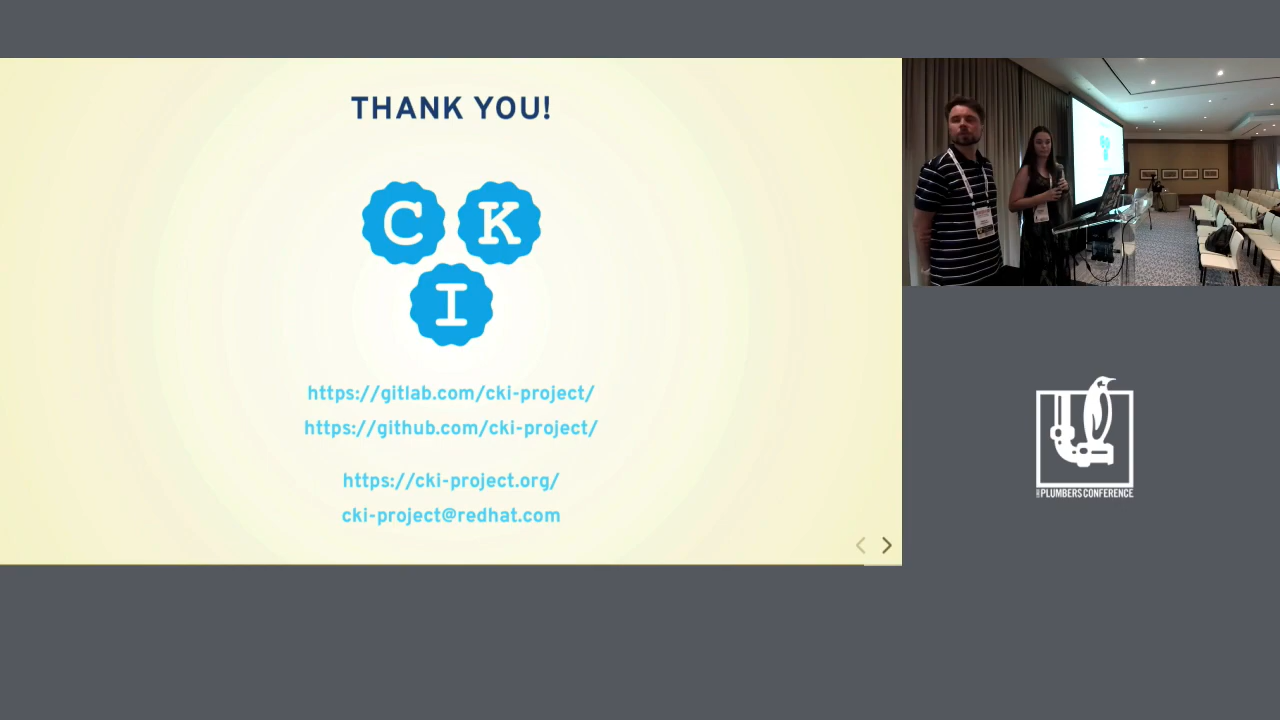 THANK YOU!
C K
I
https://gitlab.com/cki-project/
https://github.com/cki-project/
https://cki-project.org/
cki-project@redhat.com
PLUMBERS CONFERENCE